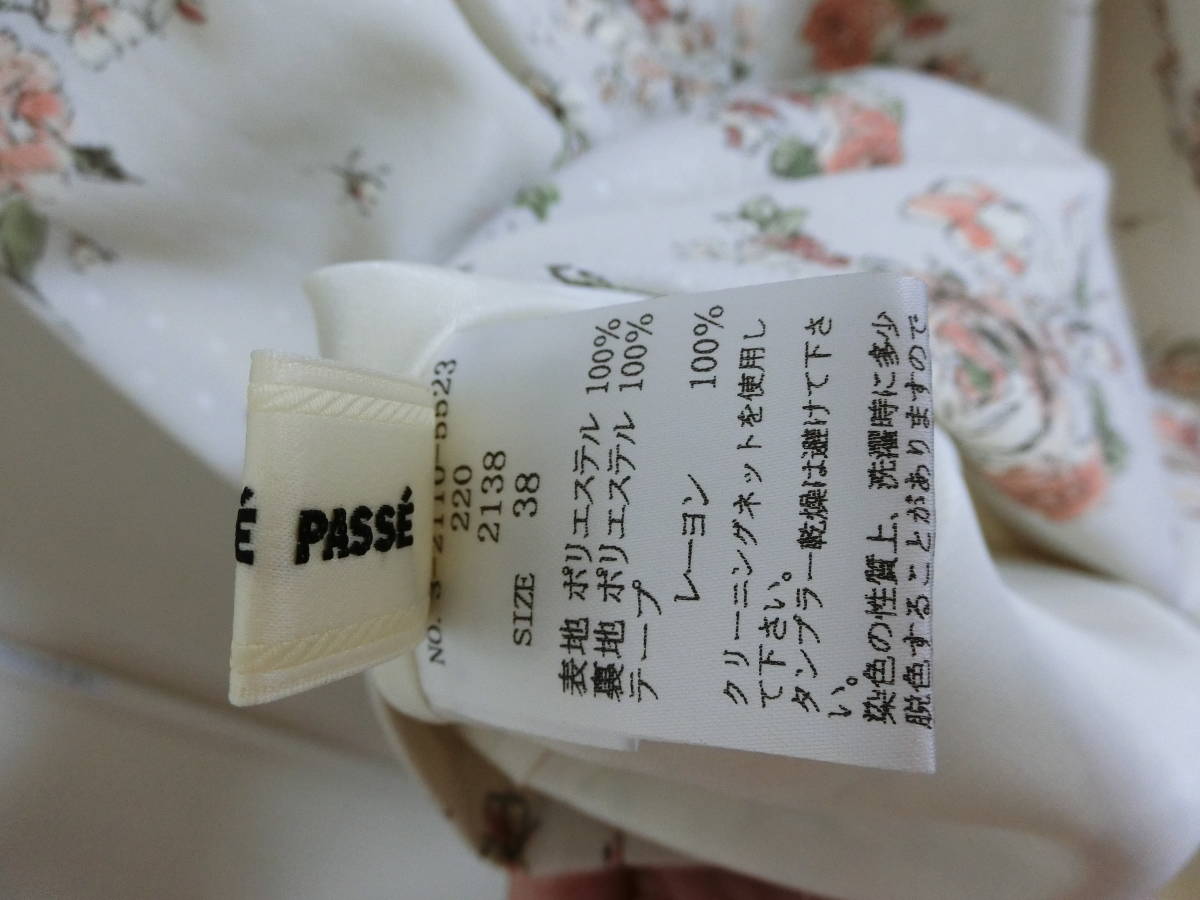 É PASSÉ
NO. 3-2110-5523
220
2138
SIZE 38
表地 ポリエステル 100%
裏地 ポリエステル 100%
テープ
レーヨン 100%
クリーニングネットを使用し
て下さい。
タンブラー乾燥は避けて下さ
い。
染色の性質上、洗濯時に多少
脱色することがありますので